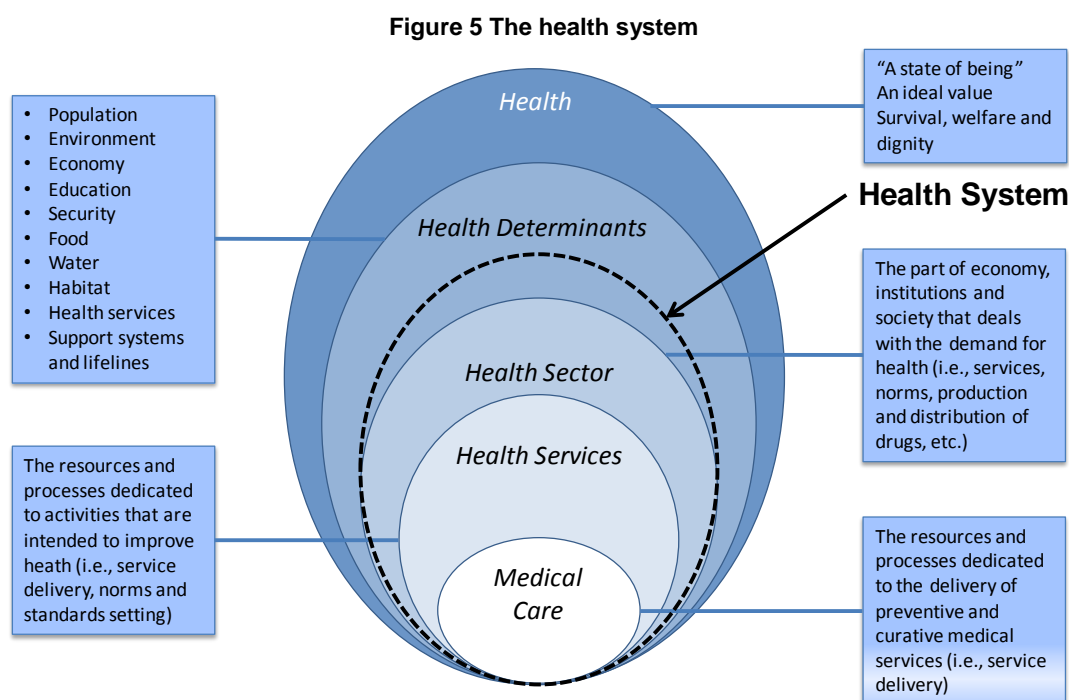 Figure 5 The health system
• Population
• Environment
• Economy
• Education
• Security
• Food
• Water
• Habitat
• Health services
• Support systems
and lifelines
The resources and
processes dedicated
to activities that are
intended to improve
heath (i.e., service
delivery, norms and
standards setting)
Health
Health Determinants
Health Sector
Health Services
Medical
Care
“A state of being”
An ideal value
Survival, welfare and
dignity
Health System
The part of economy,
institutions and
society that deals
with the demand for
health (i.e., services,
norms, production
and distribution of
drugs, etc.)
The resources and
processes dedicated
to the delivery of
preventive and
curative medical
services (i.e., service
delivery)